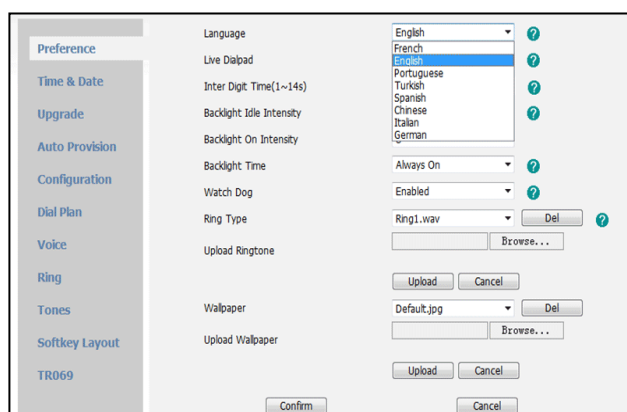 Preference
Time & Date
Upgrade
Auto Provision
Configuration
Dial Plan
Voice
Ring
Tones
Softkey Layout
TR069
Language English ?
French
English
Portuguese
Turkish
Spanish
Chinese
Italian
German
Live Dialpad ?
Inter Digit Time(1~14s) ?
Backlight Idle Intensity ?
Backlight On Intensity
Backlight Time Always On ?
Watch Dog Enabled ?
Ring Type Ring1.wav Del ?
Upload Ringtone Browse...
Upload Cancel
Wallpaper Default.jpg Del
Upload Wallpaper Browse...
Upload Cancel
Confirm Cancel